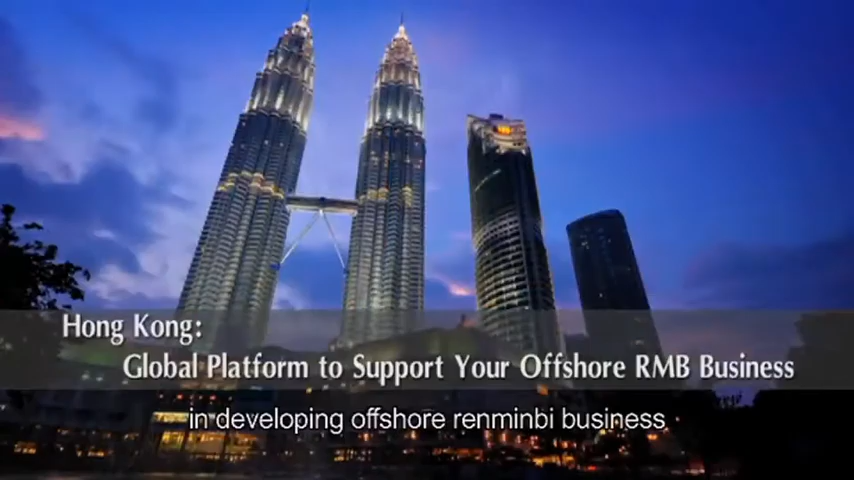 Hong Kong:
Global Platform to Support Your Offshore RMB Business
in developing offshore renminbi business